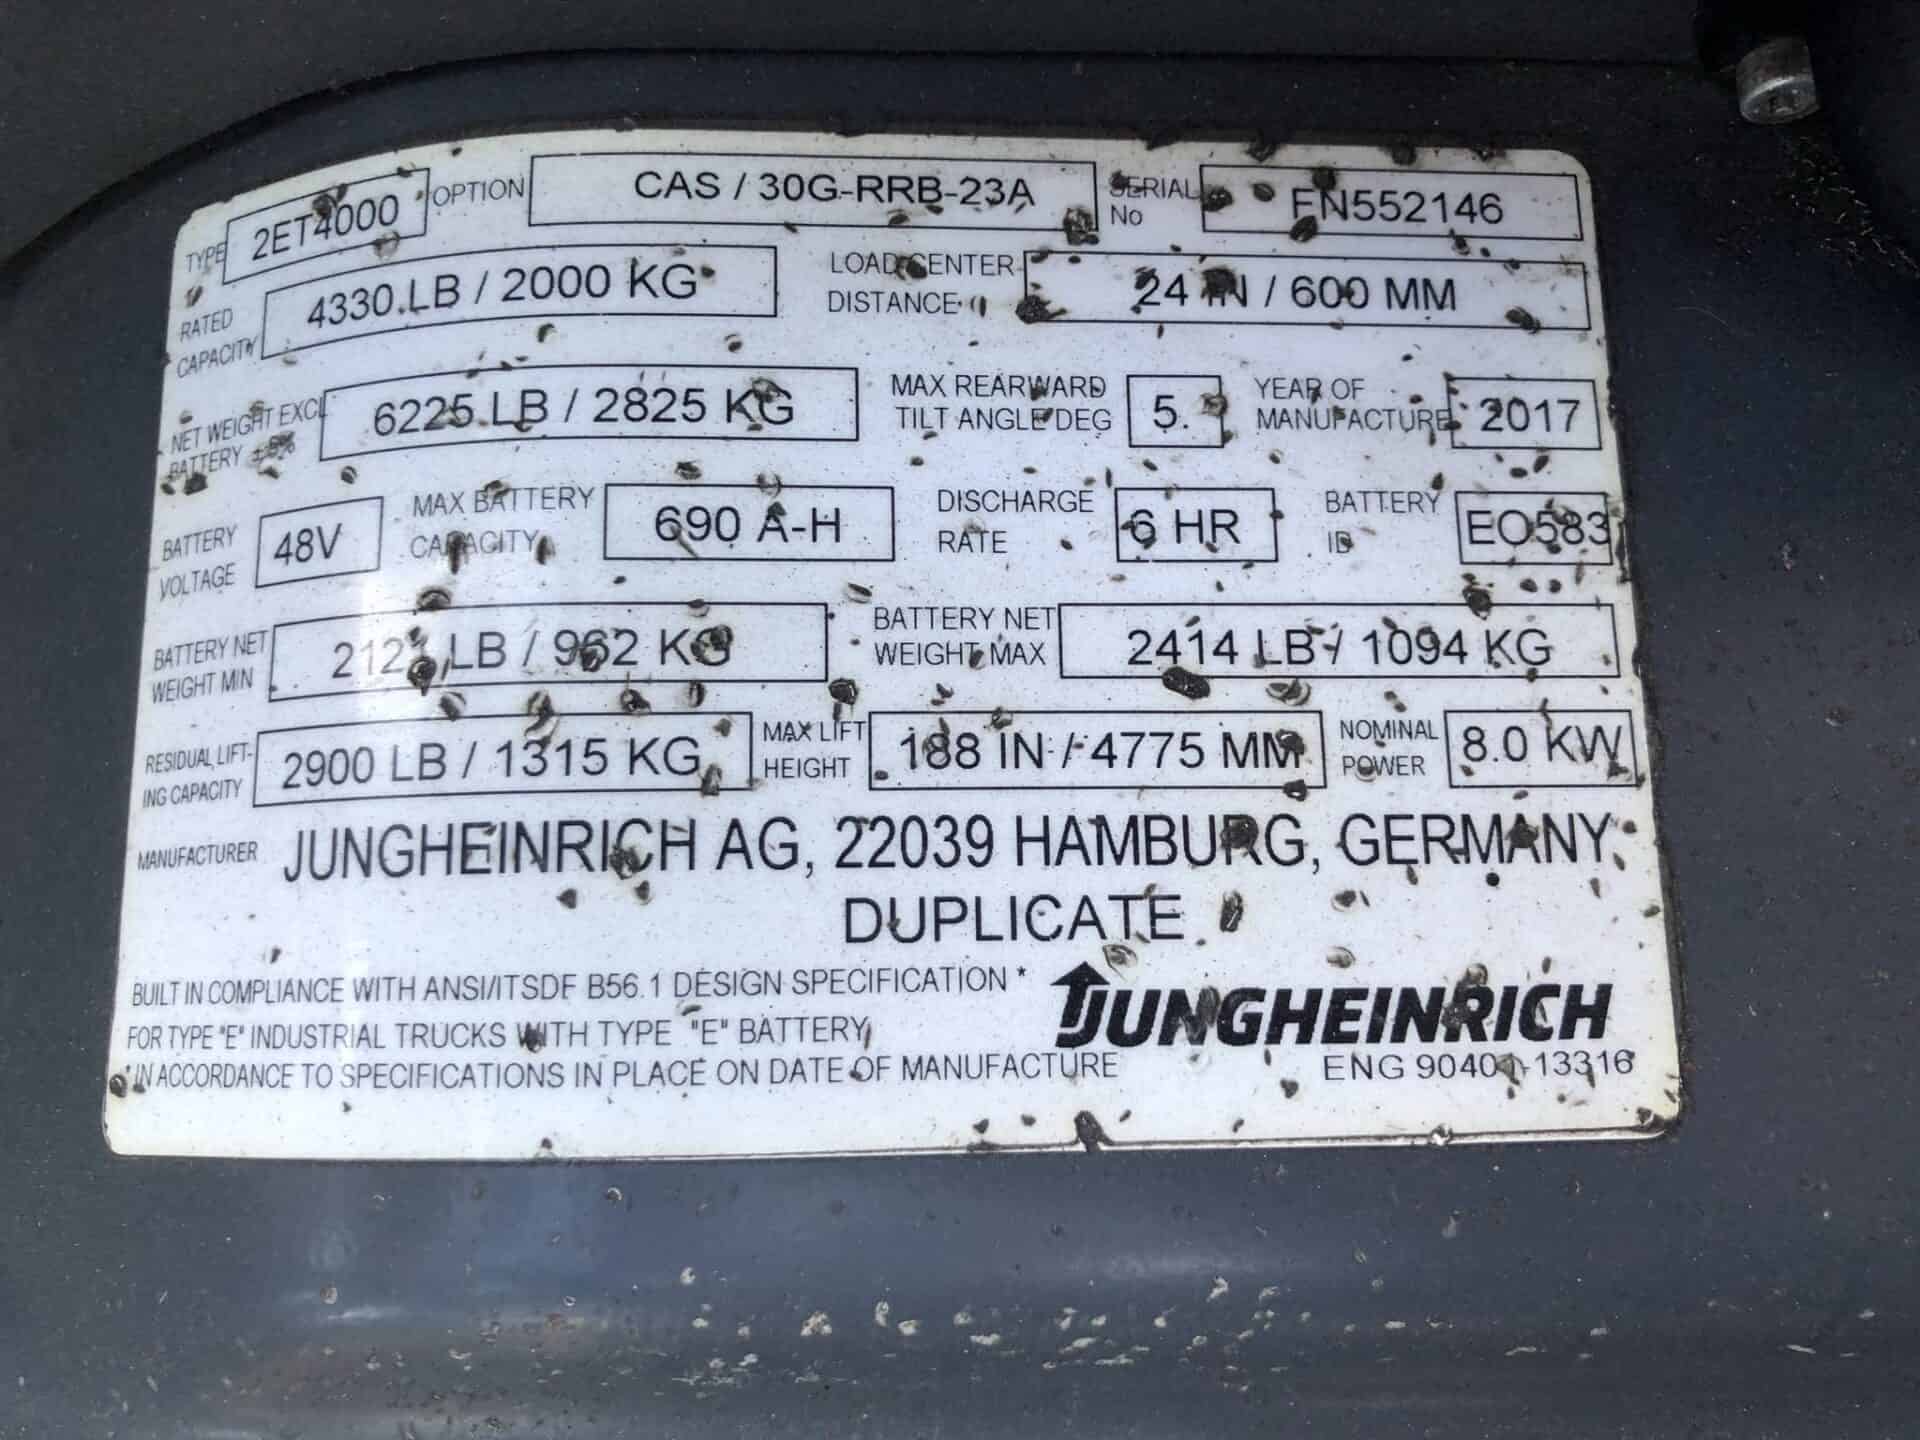 TYPE 2ET4000 OPTION CAS / 30G-RRB-23A SERIAL No FN552146
RATED CAPACITY 4330 LB / 2000 KG LOAD CENTER DISTANCE 24 IN / 600 MM
NET WEIGHT EXCL BATTERY ±5% 6225 LB / 2825 KG MAX REARWARD TILT ANGLE DEG 5. YEAR OF MANUFACTURE 2017
BATTERY VOLTAGE 48V MAX BATTERY CAPACITY 690 A-H DISCHARGE RATE 6 HR BATTERY ID EO583
BATTERY NET WEIGHT MIN 2121 LB / 962 KG BATTERY NET WEIGHT MAX 2414 LB / 1094 KG
RESIDUAL LIFT-ING CAPACITY 2900 LB / 1315 KG MAX LIFT HEIGHT 188 IN / 4775 MM NOMINAL POWER 8.0 KW
MANUFACTURER JUNGHEINRICH AG, 22039 HAMBURG, GERMANY
DUPLICATE
BUILT IN COMPLIANCE WITH ANSI/ITSDF B56.1 DESIGN SPECIFICATION *
FOR TYPE "E" INDUSTRIAL TRUCKS WITH TYPE "E" BATTERY
* IN ACCORDANCE TO SPECIFICATIONS IN PLACE ON DATE OF MANUFACTURE
JUNGHEINRICH
ENG 90401-13316